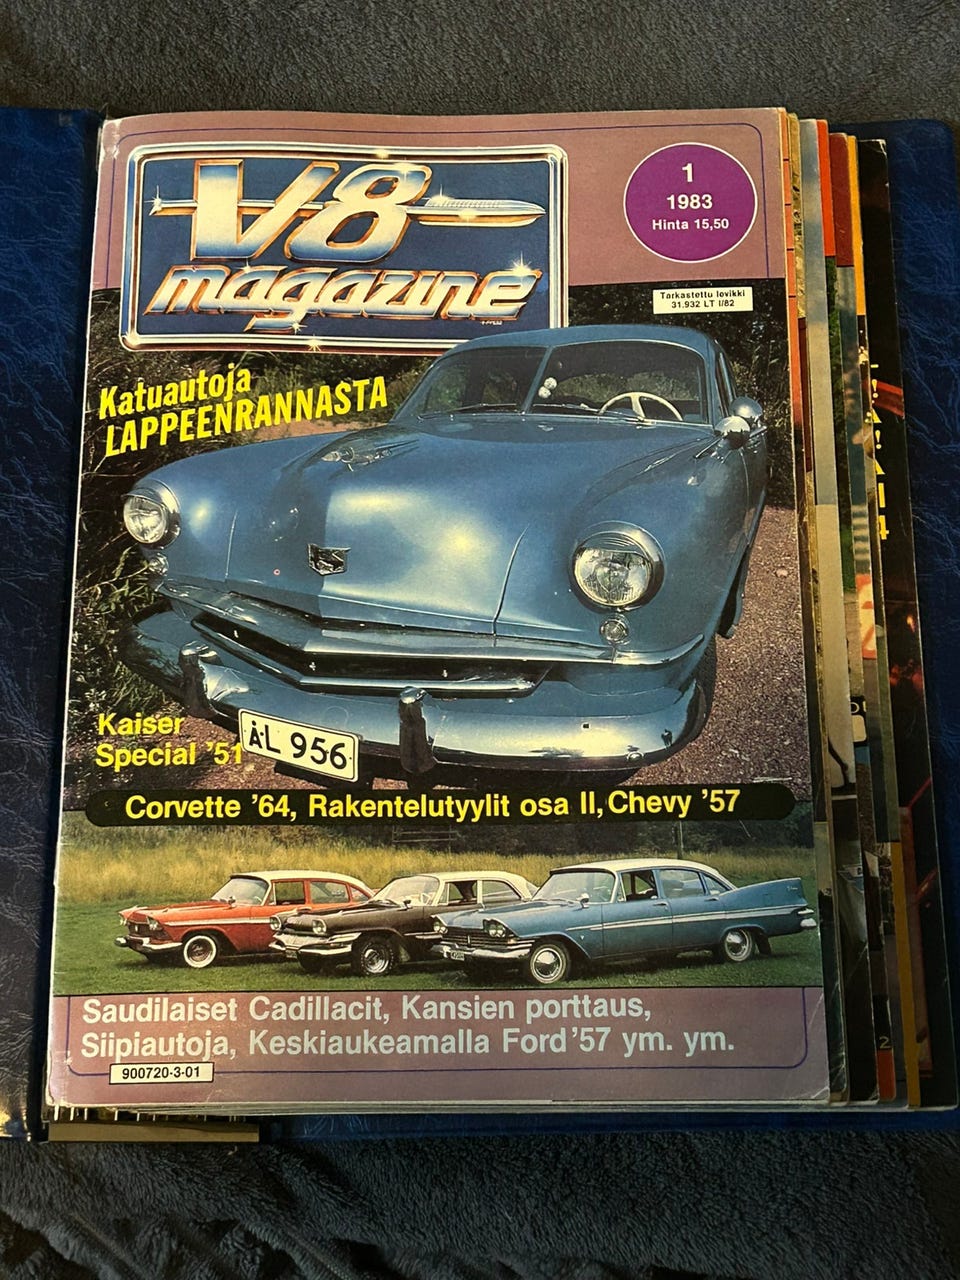 V8
magazine
1
1983
Hinta 15,50
Tarkastettu levikki
31.932 LT I/82
Katuautoja
LAPPEENRANNASTA
Kaiser
Special '51
ÅL 956
Corvette '64, Rakentelutyylit osa II, Chevy '57
Saudilaiset Cadillacit, Kansien porttaus,
Siipiautoja, Keskiaukeamalla Ford '57 ym. ym.
900720-3-01